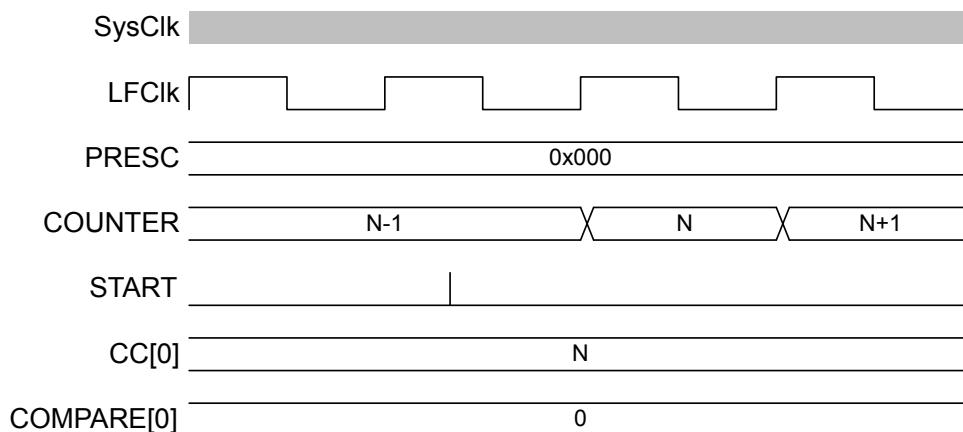 SysClk
LFClk
PRESC 0x000
COUNTER N-1 N N+1
START
CC[0] N
COMPARE[0] 0